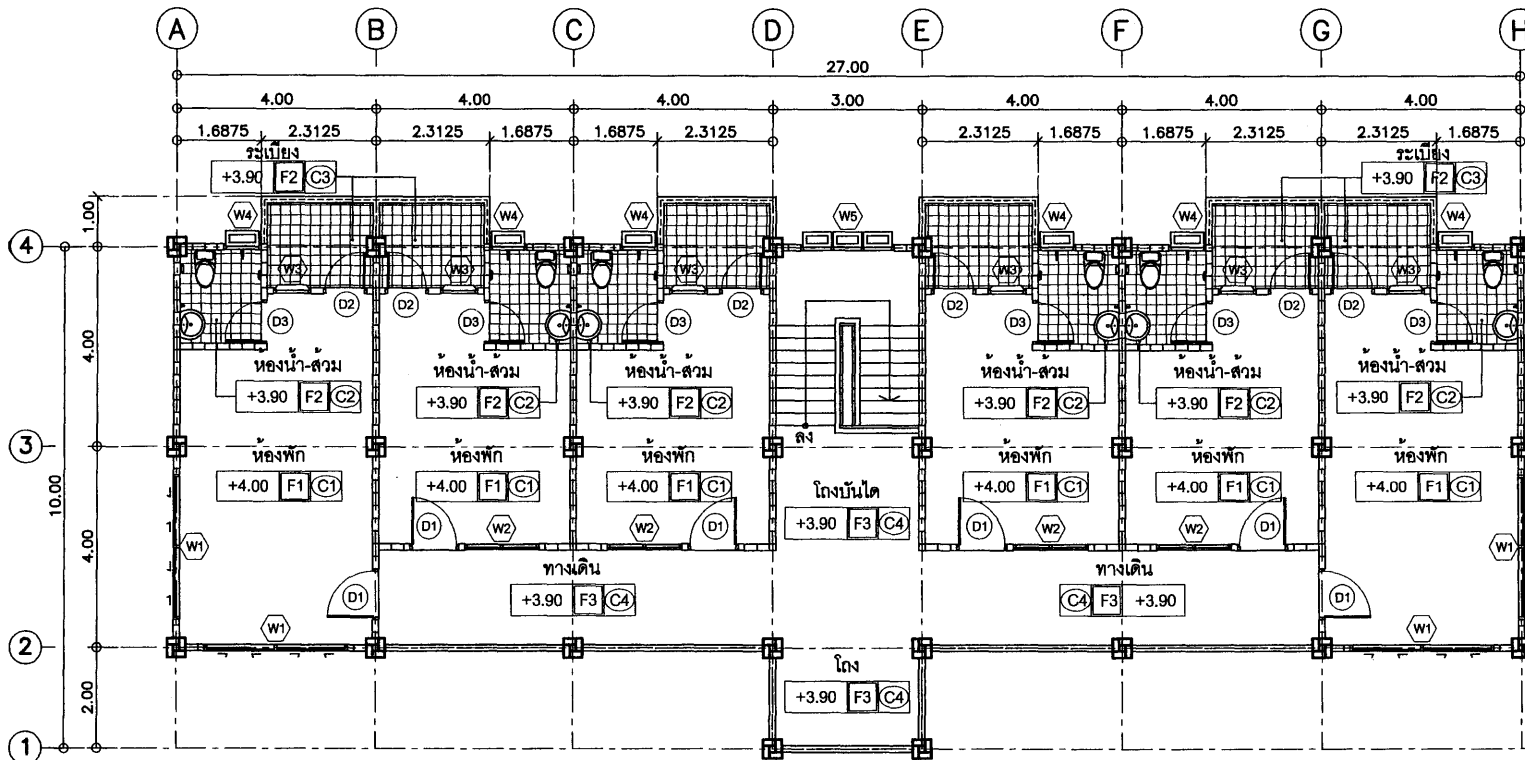 A B C D E F G H
27.00
4.00 4.00 4.00 3.00 4.00 4.00 4.00
1.6875 2.3125 2.3125 1.6875 1.6875 2.3125 2.3125 1.6875 1.6875 2.3125 2.3125 1.6875
ระเบียง ระเบียง
+3.90 F2 C3 +3.90 F2 C3
1.00
W4 W4 W4 W5 W4 W4 W4
4
W3 W3 W3 W3 W3 W3
D2 D2 D2 D2 D2 D2
D3 D3 D3 D3 D3 D3
4.00
ห้องน้ำ-ส้วม ห้องน้ำ-ส้วม ห้องน้ำ-ส้วม ห้องน้ำ-ส้วม ห้องน้ำ-ส้วม ห้องน้ำ-ส้วม
+3.90 F2 C2 +3.90 F2 C2 +3.90 F2 C2 +3.90 F2 C2 +3.90 F2 C2 +3.90 F2 C2
ลง
3
ห้องพัก ห้องพัก ห้องพัก ห้องพัก ห้องพัก ห้องพัก
+4.00 F1 C1 +4.00 F1 C1 +4.00 F1 C1 +4.00 F1 C1 +4.00 F1 C1 +4.00 F1 C1
10.00
โถงบันได
+3.90 F3 C4
D1 W2 W2 D1 D1 W2 W2 D1
W1 W1
4.00
ทางเดิน ทางเดิน
+3.90 F3 C4 C4 F3 +3.90
D1 D1
W1 W1
2
โถง
+3.90 F3 C4
2.00
1